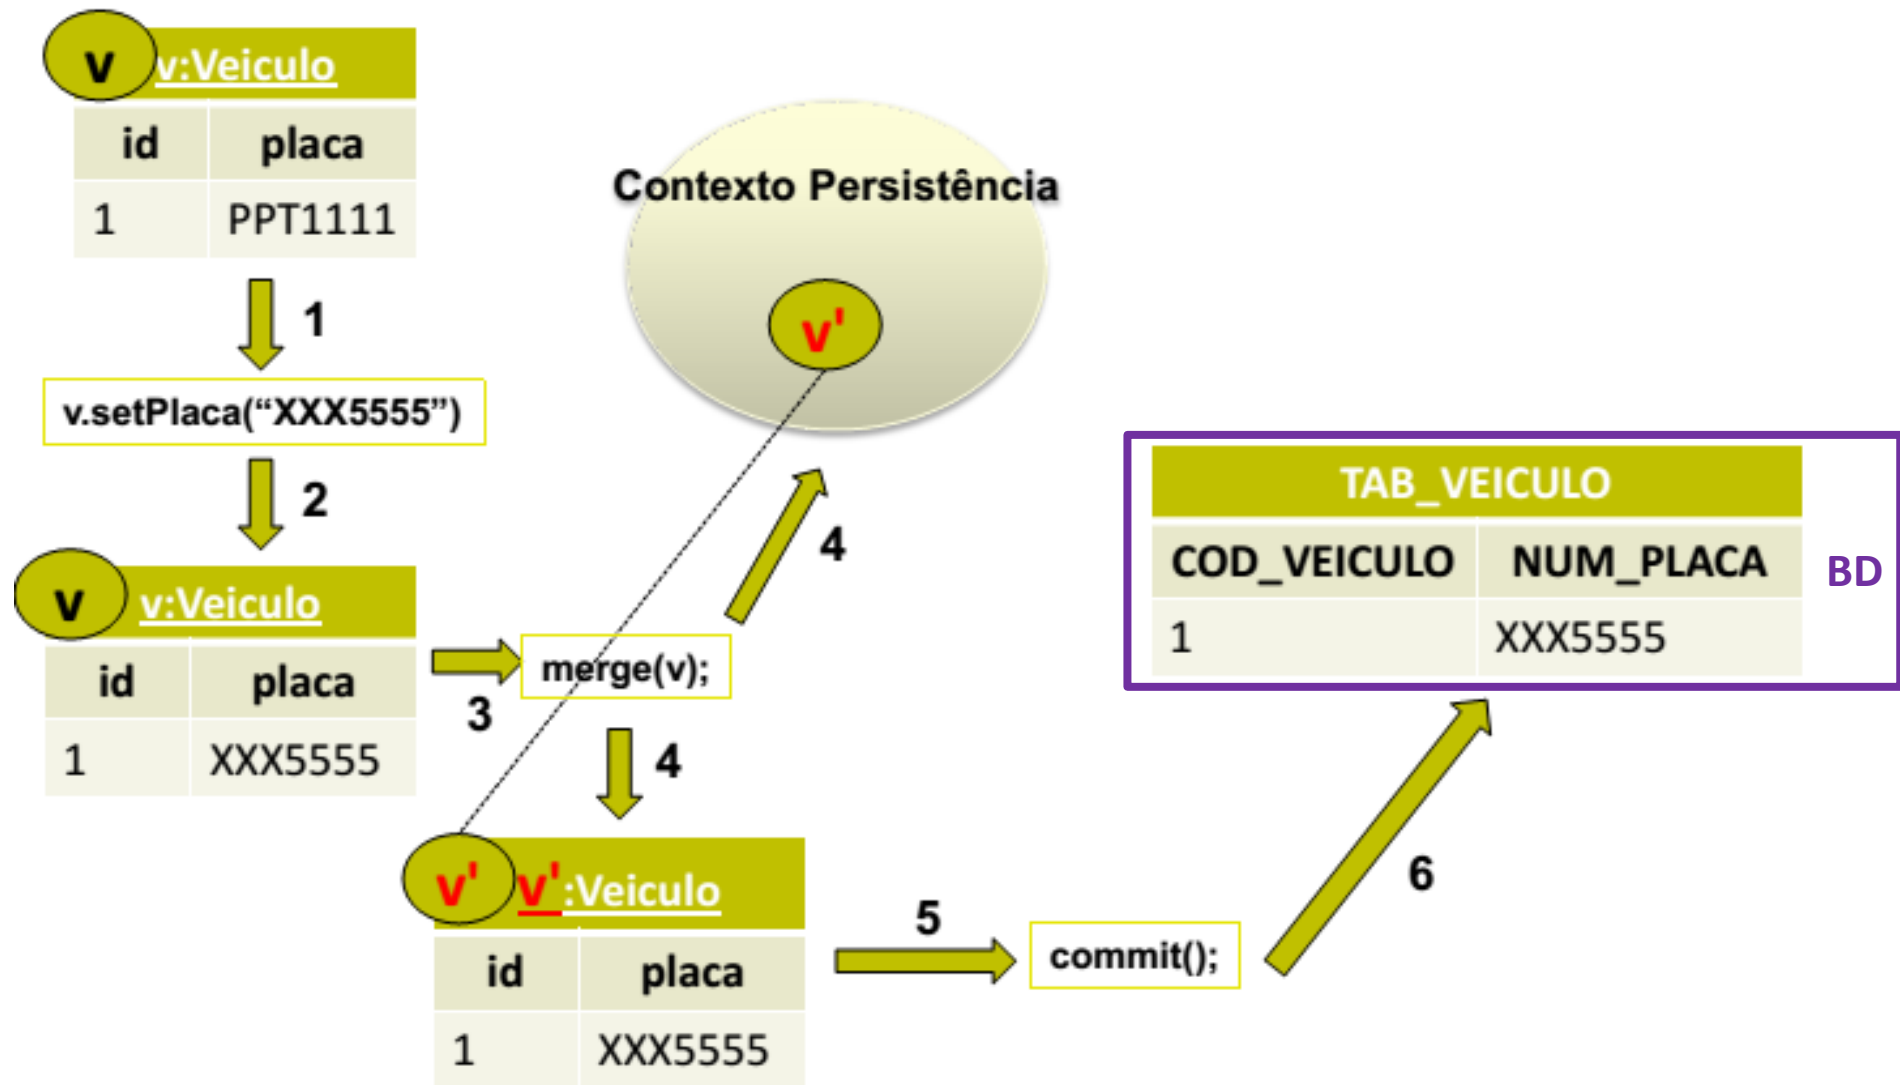 v v:Veiculo
id placa
1 PPT1111
1
v.setPlaca(“XXX5555”)
2
v v:Veiculo
id placa
1 XXX5555
3
merge(v);
4
Contexto Persistência
v'
4
v' v':Veiculo
id placa
1 XXX5555
5
commit();
6
TAB_VEICULO
COD_VEICULO NUM_PLACA
1 XXX5555
BD